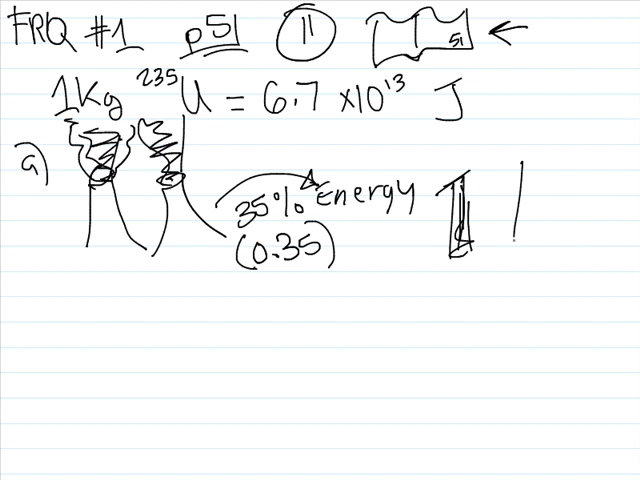 FRQ #1 p51 11 51
1Kg 235U = 6.7 x10^13 J
a) 35% Energy
(0.35)